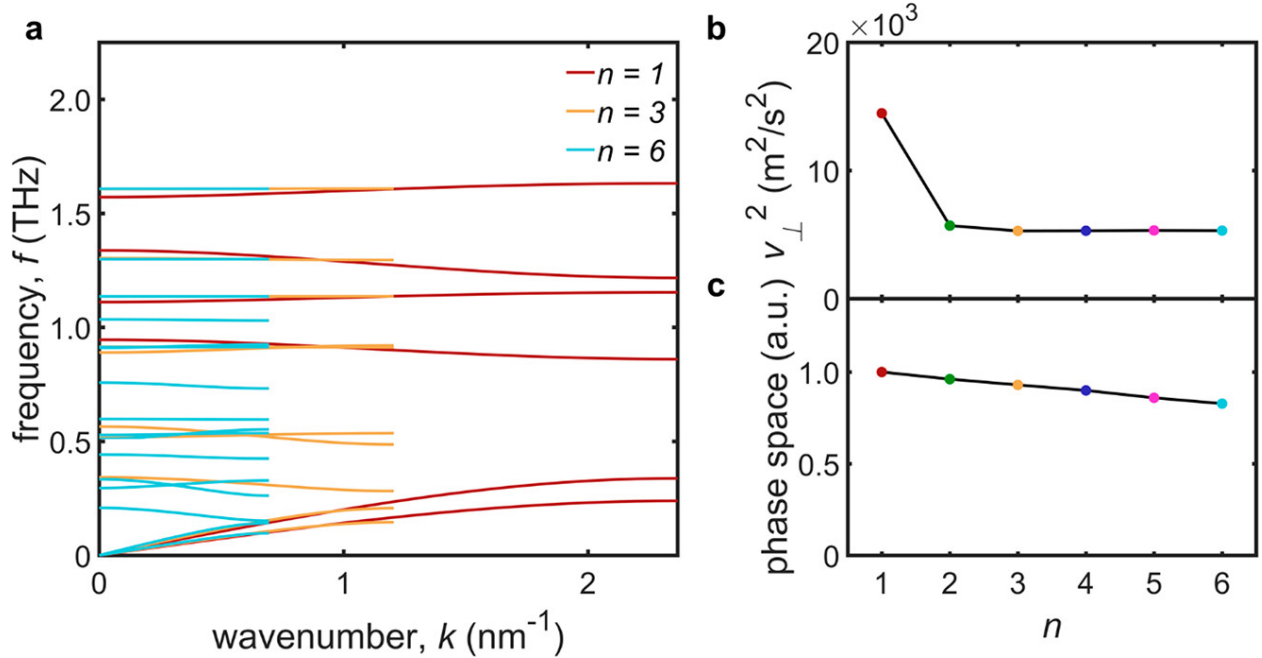 a
frequency, f (THz)
2.0
1.5
1.0
0.5
0
0
1
2
wavenumber, k (nm⁻¹)
n = 1
n = 3
n = 6
b
×10³
20
10
0
v⊥² (m²/s²)
c
phase space (a.u.)
1.0
0.5
0
1
2
3
4
5
6
n